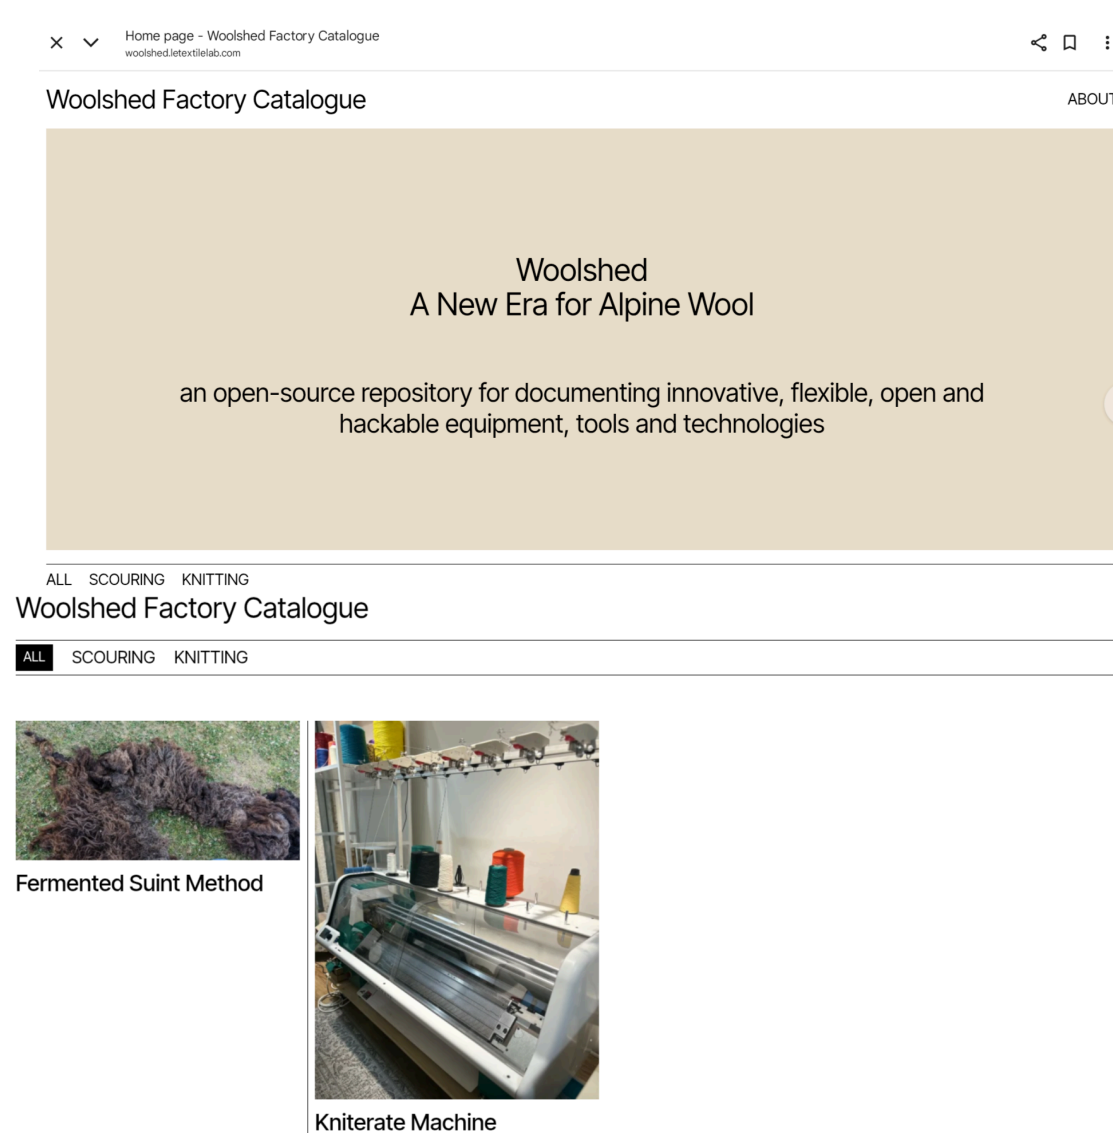 Home page - Woolshed Factory Catalogue
woolshed.letextilelab.com
Woolshed Factory Catalogue
ABOUT
Woolshed
A New Era for Alpine Wool
an open-source repository for documenting innovative, flexible, open and
hackable equipment, tools and technologies
ALL SCOURING KNITTING
Woolshed Factory Catalogue
ALL SCOURING KNITTING
Fermented Suint Method
Kniterate Machine